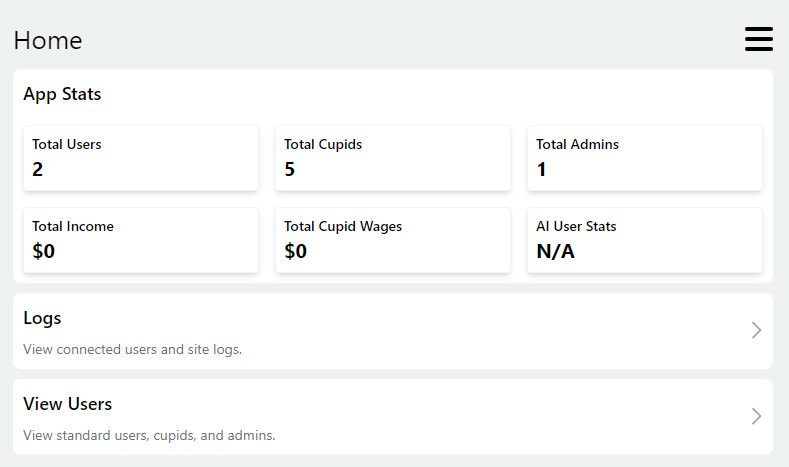 Home
App Stats
Total Users
2
Total Cupids
5
Total Admins
1
Total Income
$0
Total Cupid Wages
$0
AI User Stats
N/A
Logs
View connected users and site logs.
View Users
View standard users, cupids, and admins.